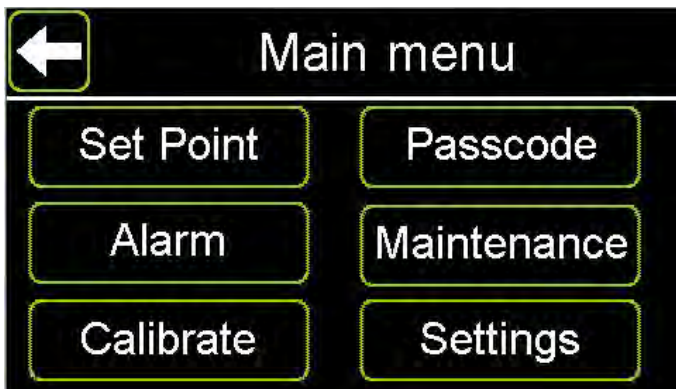 Main menu
Set Point
Passcode
Alarm
Maintenance
Calibrate
Settings